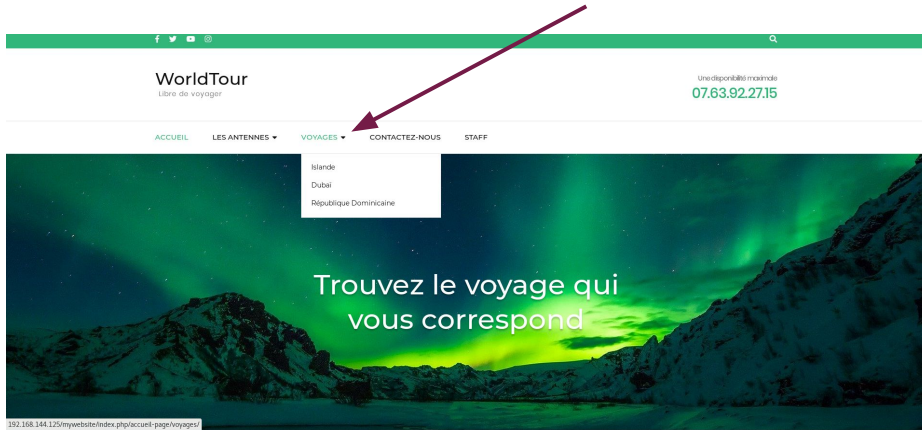 WorldTour
Libre de voyager
Une disponibilité maximale
07.63.92.27.15
ACCUEIL LES ANTENNES VOYAGES CONTACTEZ-NOUS STAFF
Islande
Dubaï
République Dominicaine
Trouvez le voyage qui
vous correspond
192.168.144.125/mywebsite/index.php/accueil-page/voyages/